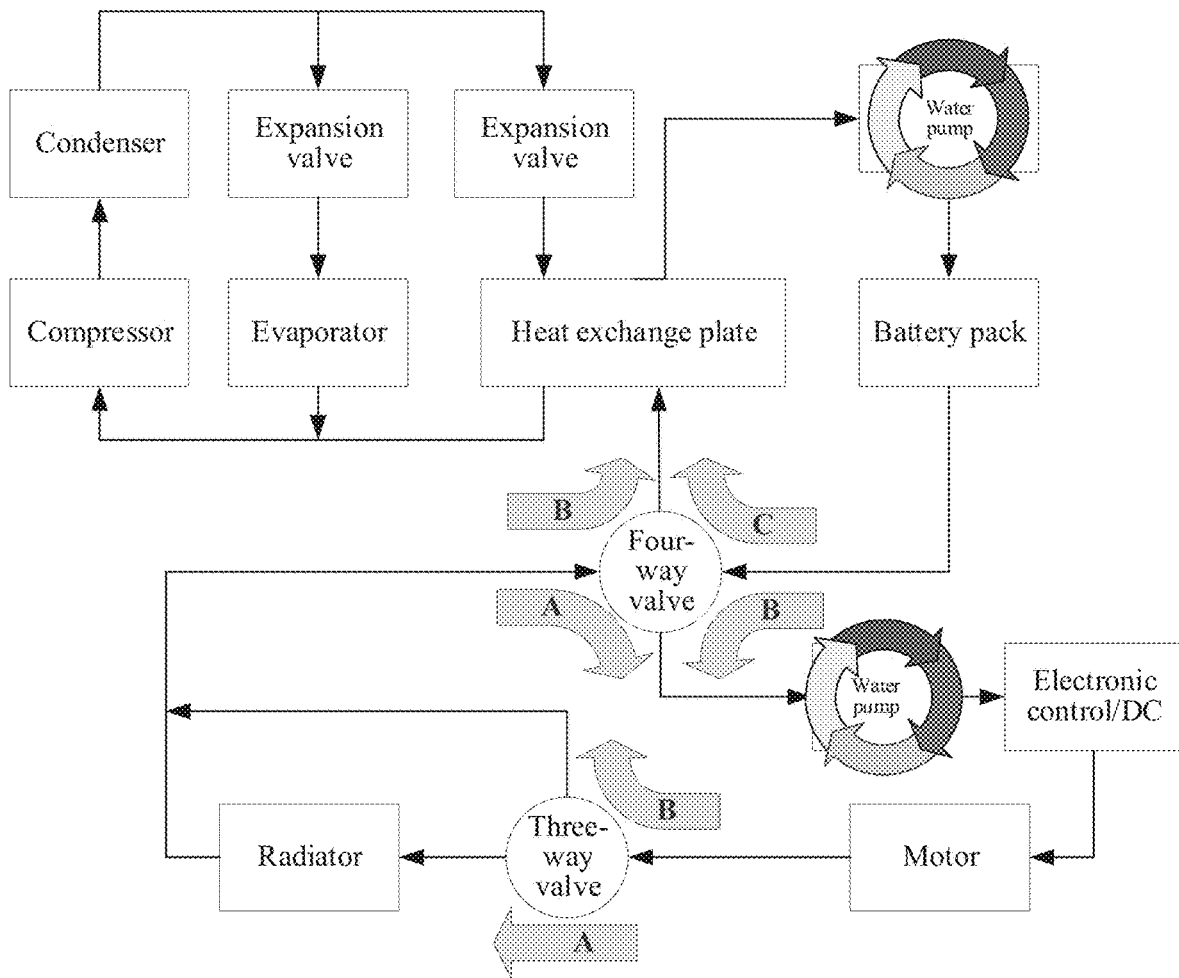 Condenser
Expansion
valve
Expansion
valve
Water
pump
Compressor
Evaporator
Heat exchange plate
Battery pack
B
C
Four-
way
valve
A
B
Water
pump
Electronic
control/DC
B
Radiator
Three-
way
valve
Motor
A